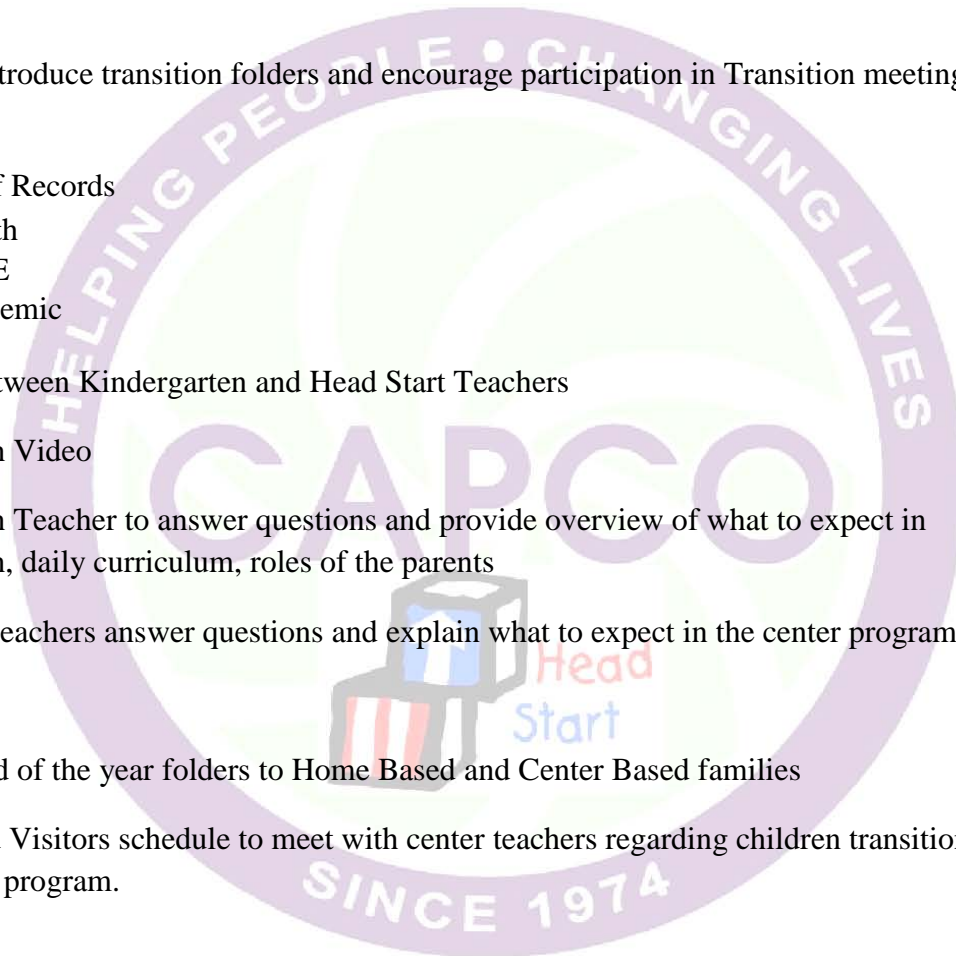 HELPING PEOPLE • CHANGING LIVES
troduce transition folders and encourage participation in Transition meeting
f Records
th
E
emic
tween Kindergarten and Head Start Teachers
n Video
CAPCO
n Teacher to answer questions and provide overview of what to expect in
n, daily curriculum, roles of the parents
eachers answer questions and explain what to expect in the center program
Head
Start
d of the year folders to Home Based and Center Based families
Visitors schedule to meet with center teachers regarding children transition
program.
SINCE 1974